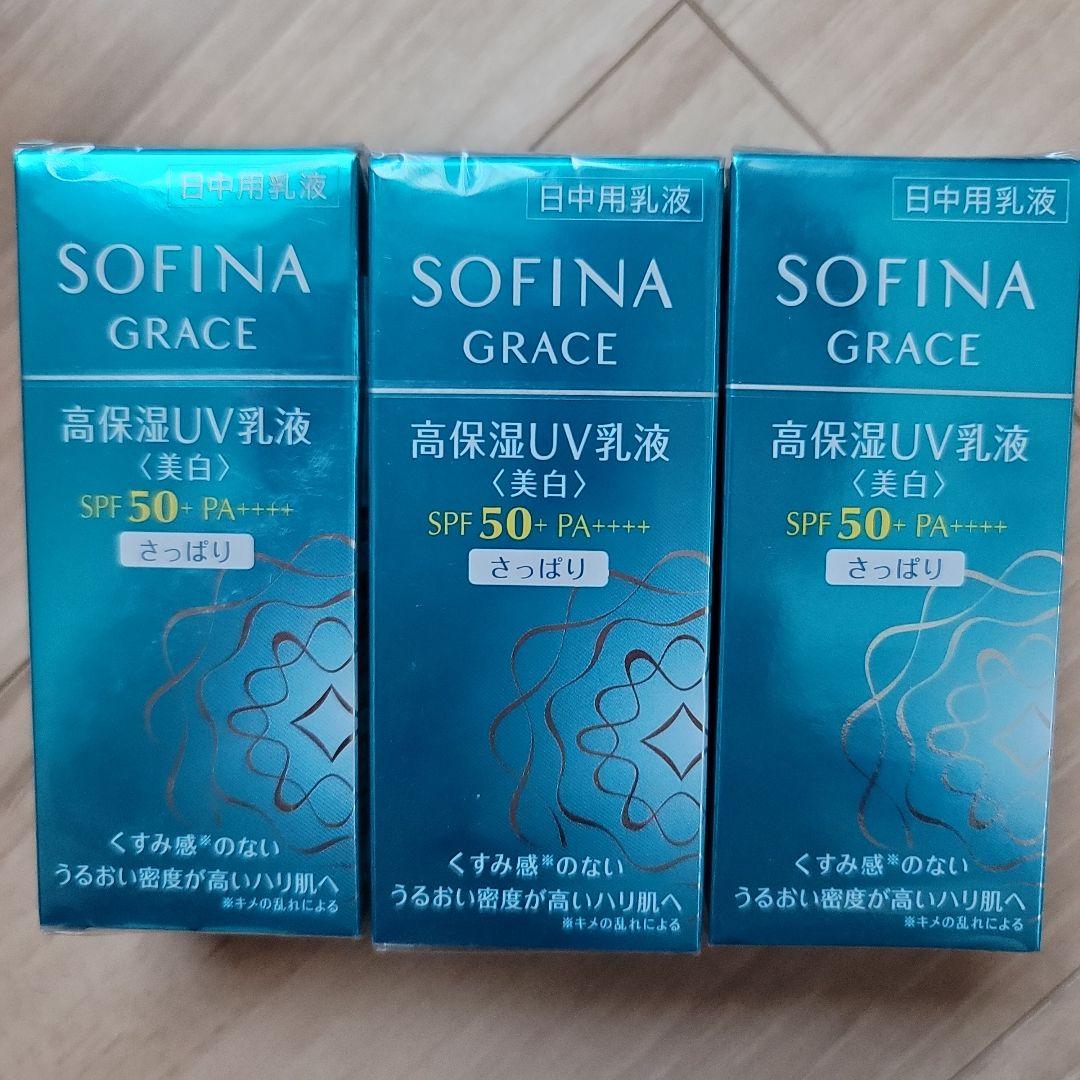 日中用乳液
SOFINA
GRACE
高保湿UV乳液
〈美白〉
SPF50+ PA++++
さっぱり
くすみ感※のない
うるおい密度が高いハリ肌へ
※キメの乱れによる
日中用乳液
SOFINA
GRACE
高保湿UV乳液
〈美白〉
SPF50+ PA++++
さっぱり
くすみ感※のない
うるおい密度が高いハリ肌へ
※キメの乱れによる
日中用乳液
SOFINA
GRACE
高保湿UV乳液
〈美白〉
SPF50+ PA++++
さっぱり
くすみ感※のない
うるおい密度が高いハリ肌へ
※キメの乱れによる